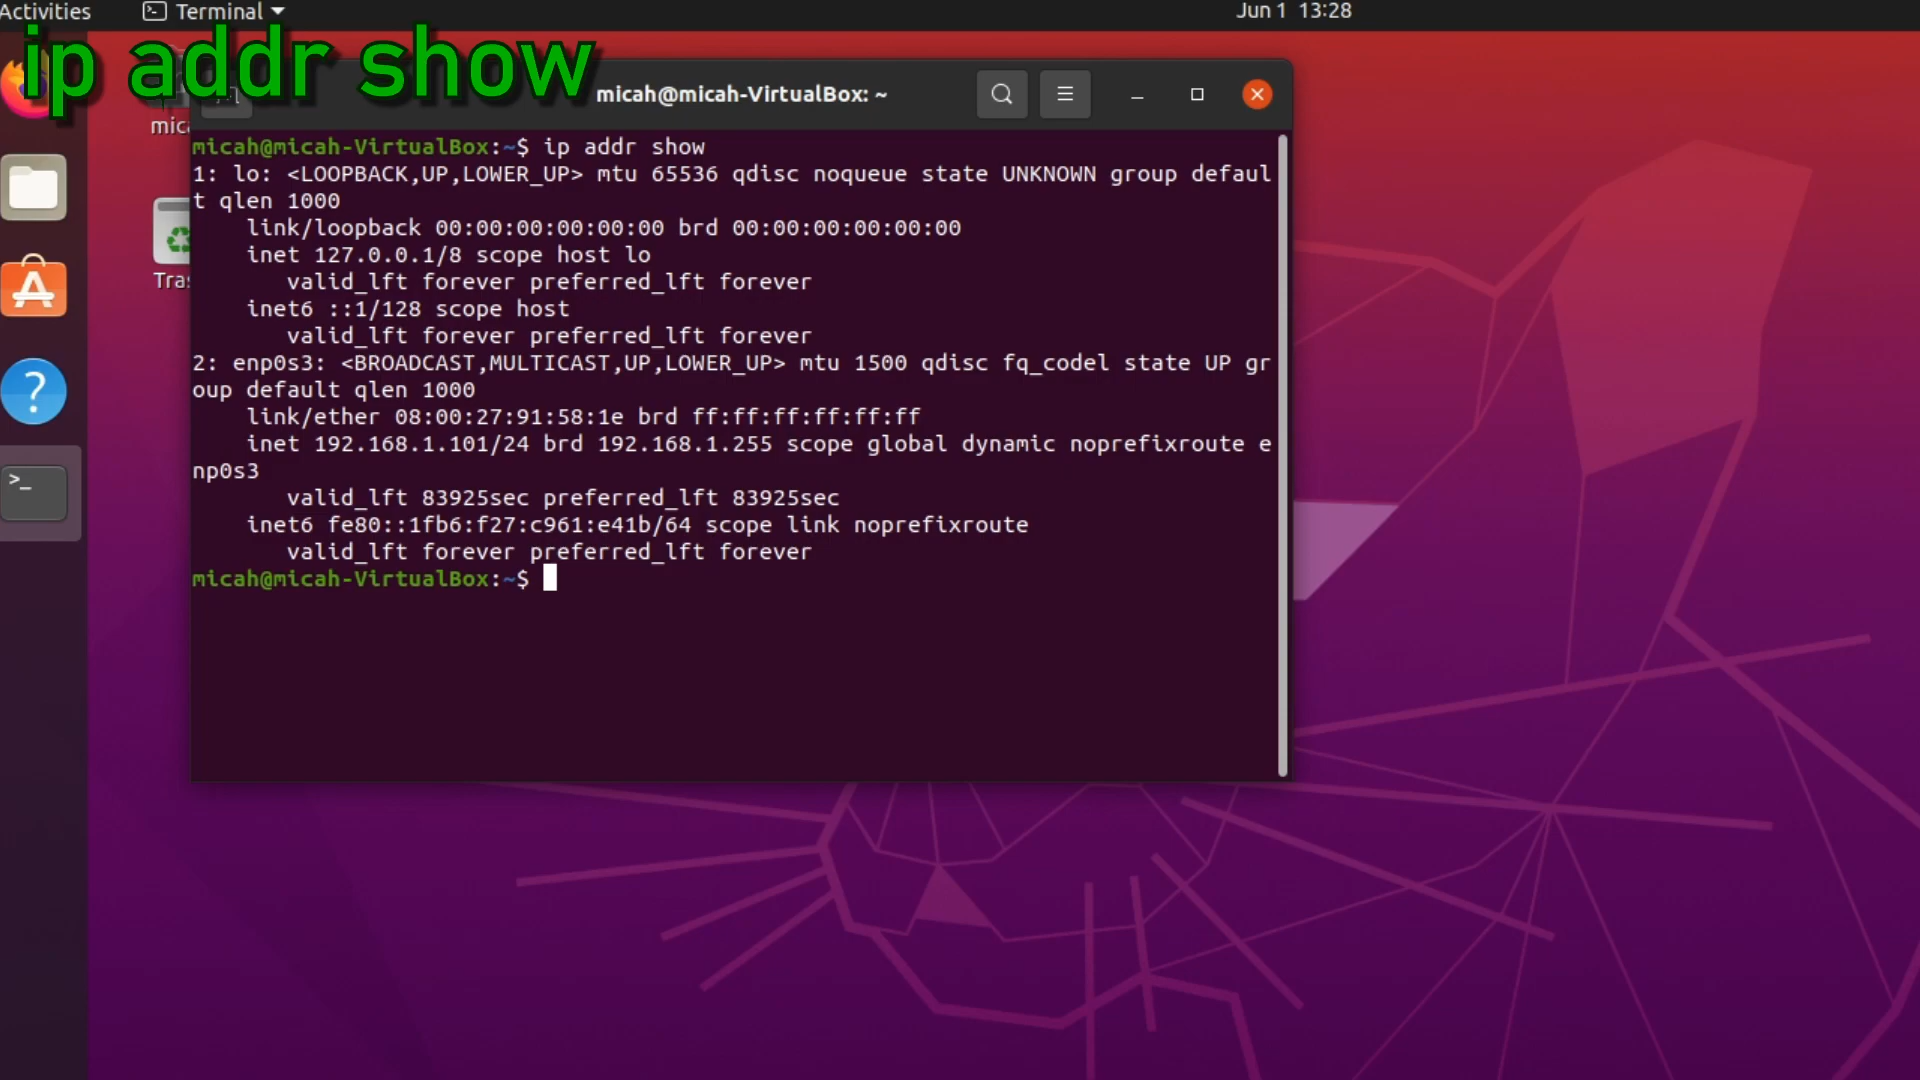 Activities
Terminal
Jun 1 13:28
ip addr show
micah@micah-VirtualBox: ~
micah@micah-VirtualBox:~$ ip addr show
1: lo: <LOOPBACK,UP,LOWER_UP> mtu 65536 qdisc noqueue state UNKNOWN group defaul
t qlen 1000
link/loopback 00:00:00:00:00:00 brd 00:00:00:00:00:00
inet 127.0.0.1/8 scope host lo
valid_lft forever preferred_lft forever
inet6 ::1/128 scope host
valid_lft forever preferred_lft forever
2: enp0s3: <BROADCAST,MULTICAST,UP,LOWER_UP> mtu 1500 qdisc fq_codel state UP gr
oup default qlen 1000
link/ether 08:00:27:91:58:1e brd ff:ff:ff:ff:ff:ff
inet 192.168.1.101/24 brd 192.168.1.255 scope global dynamic noprefixroute e
np0s3
valid_lft 83925sec preferred_lft 83925sec
inet6 fe80::1fb6:f27:c961:e41b/64 scope link noprefixroute
valid_lft forever preferred_lft forever
micah@micah-VirtualBox:~$
mica
Tras